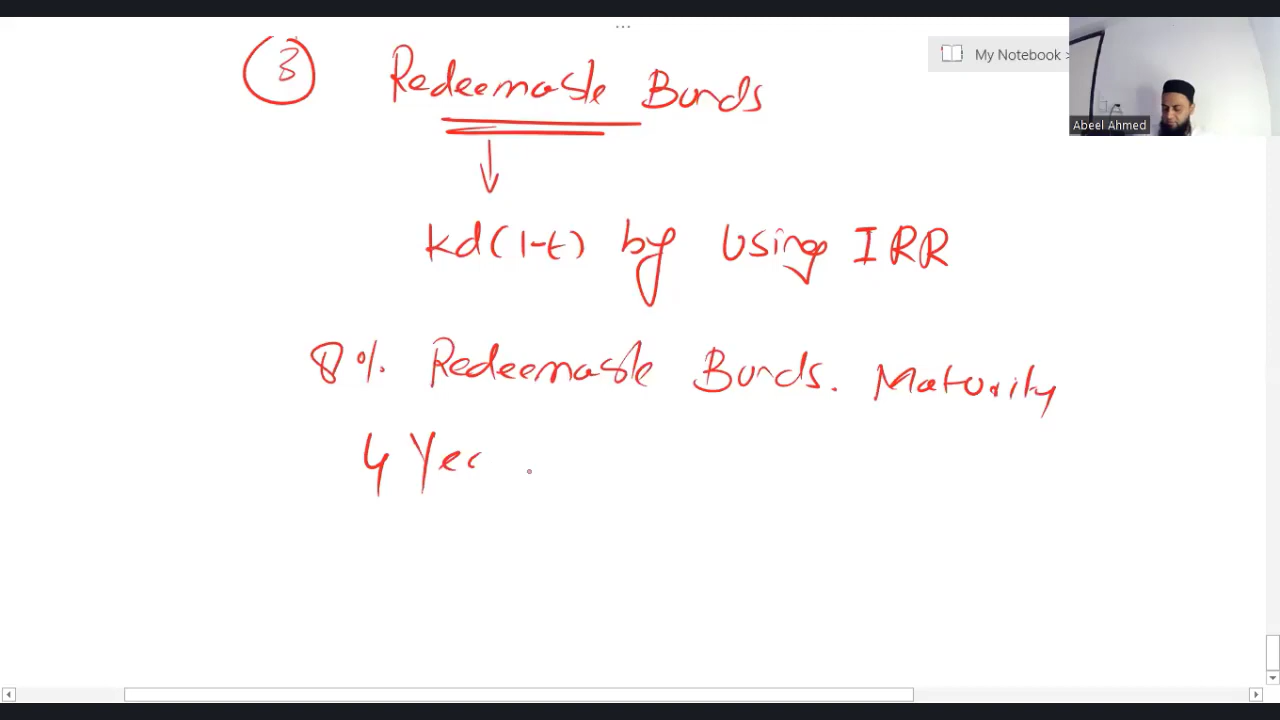 ...
My Notebook >
Abeel Ahmed
3 Redeemable Bonds
kd(1-t) by Using IRR
8% Redeemable Bonds. Maturity
4 Yea